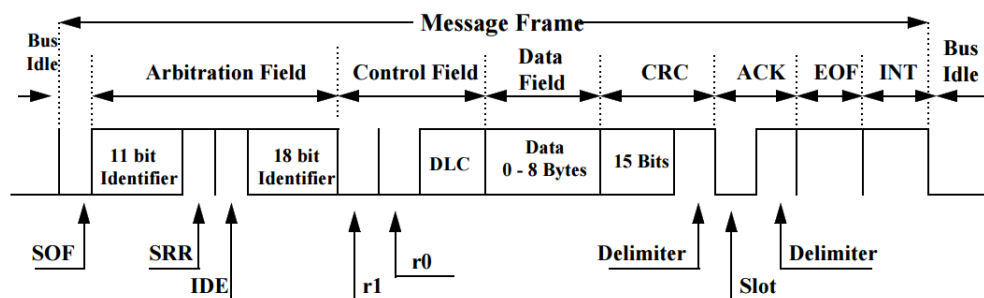 Message Frame
Bus
Idle
Arbitration Field
Control Field
Data
Field
CRC
ACK
EOF
INT
Bus
Idle
11 bit
Identifier
18 bit
Identifier
DLC
Data
0 - 8 Bytes
15 Bits
SOF
SRR
IDE
r1
r0
Delimiter
Slot
Delimiter